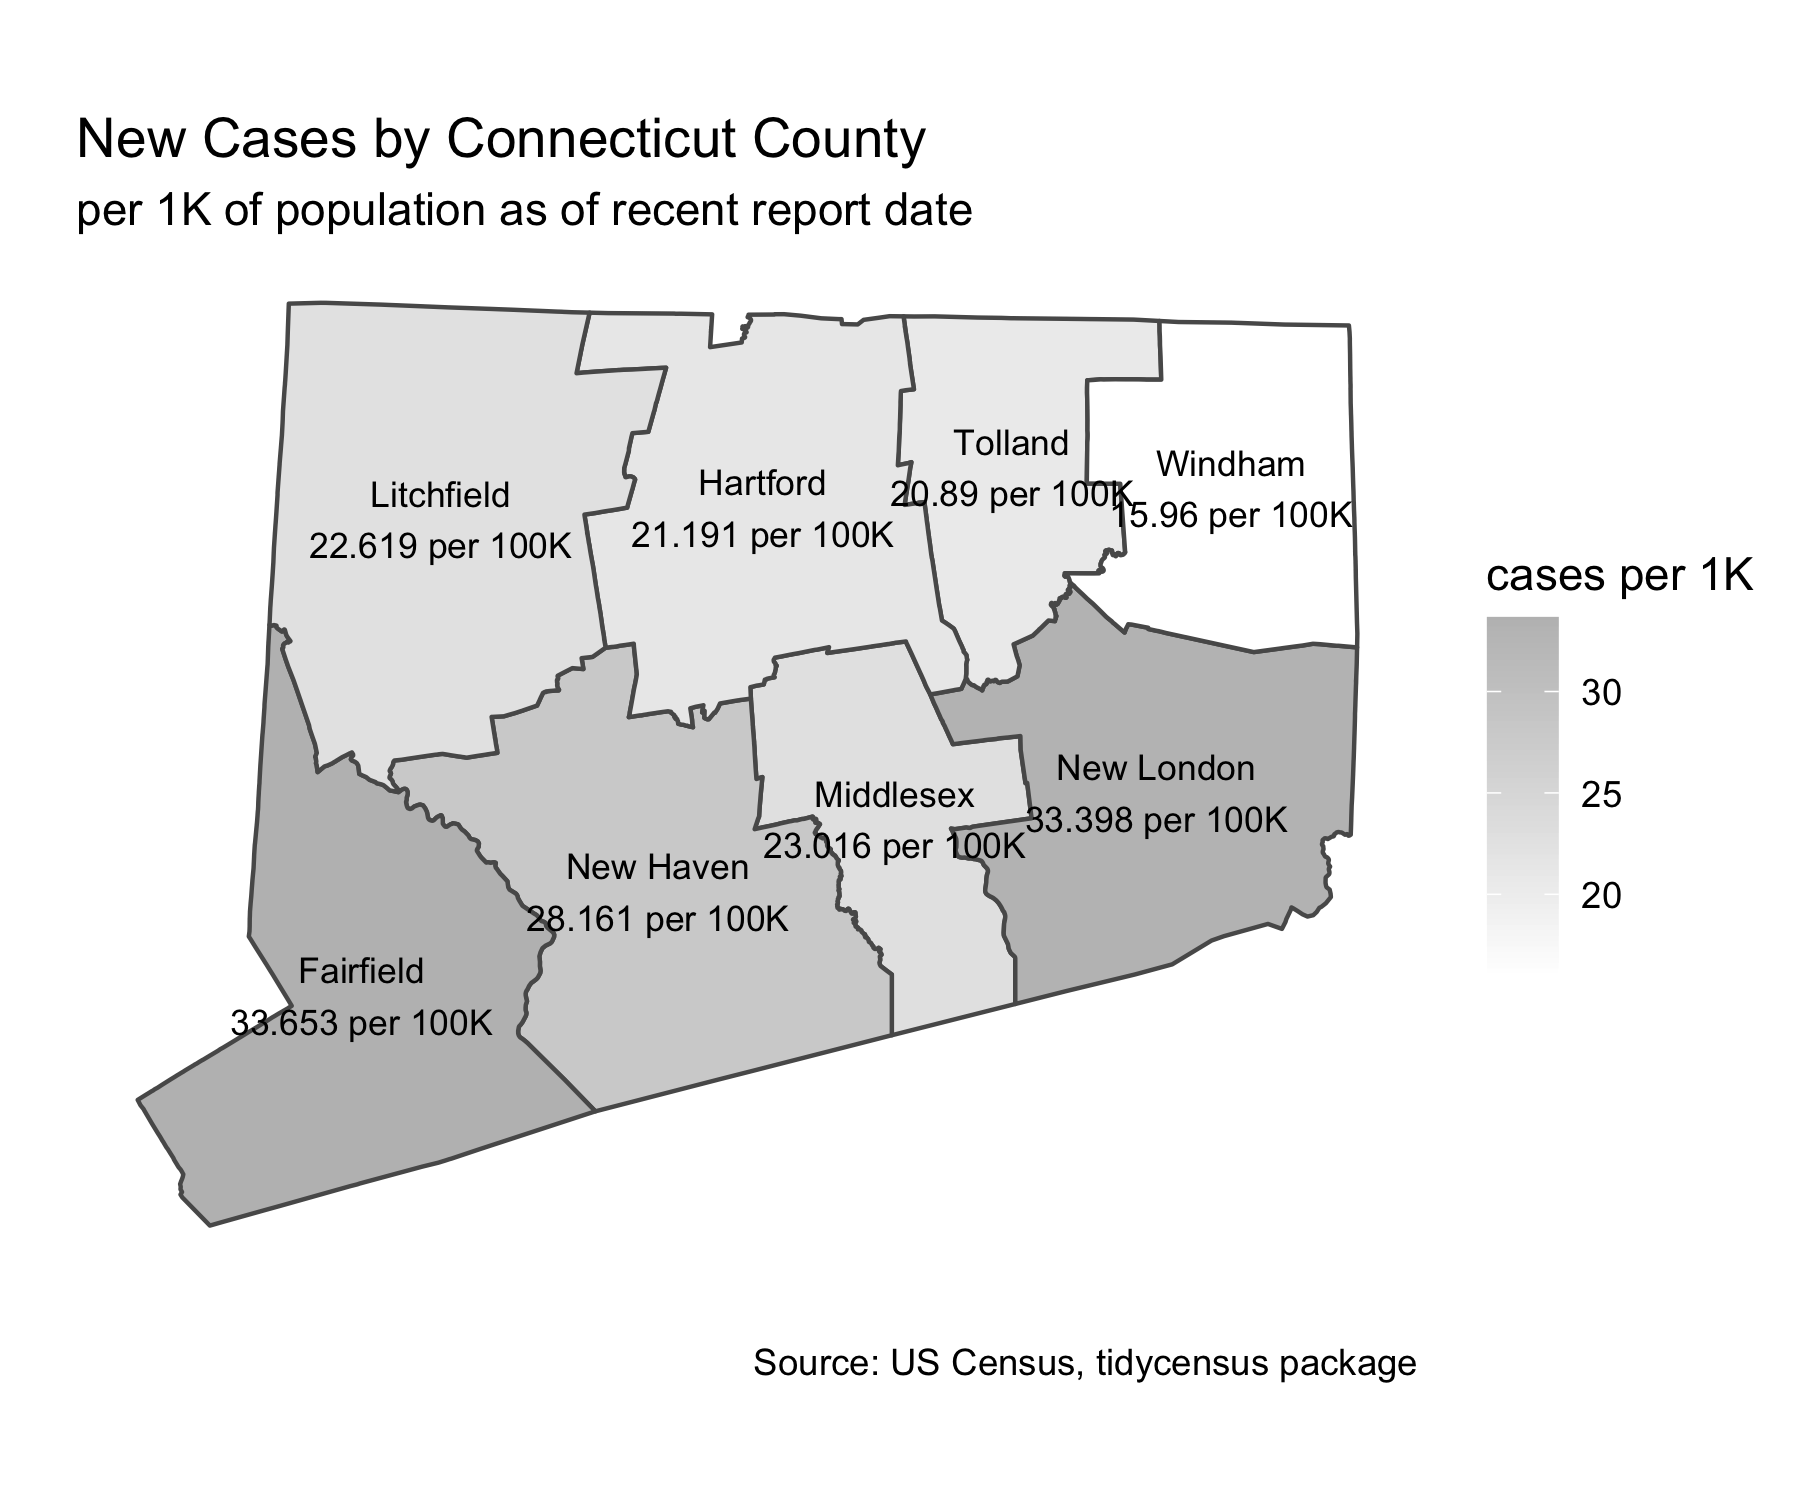 New Cases by Connecticut County
per 1K of population as of recent report date
Litchfield
22.619 per 100K
Hartford
21.191 per 100K
Tolland
20.89 per 100K
Windham
15.96 per 100K
New London
33.398 per 100K
Middlesex
23.016 per 100K
New Haven
28.161 per 100K
Fairfield
33.653 per 100K
cases per 1K
30
25
20
Source: US Census, tidycensus package